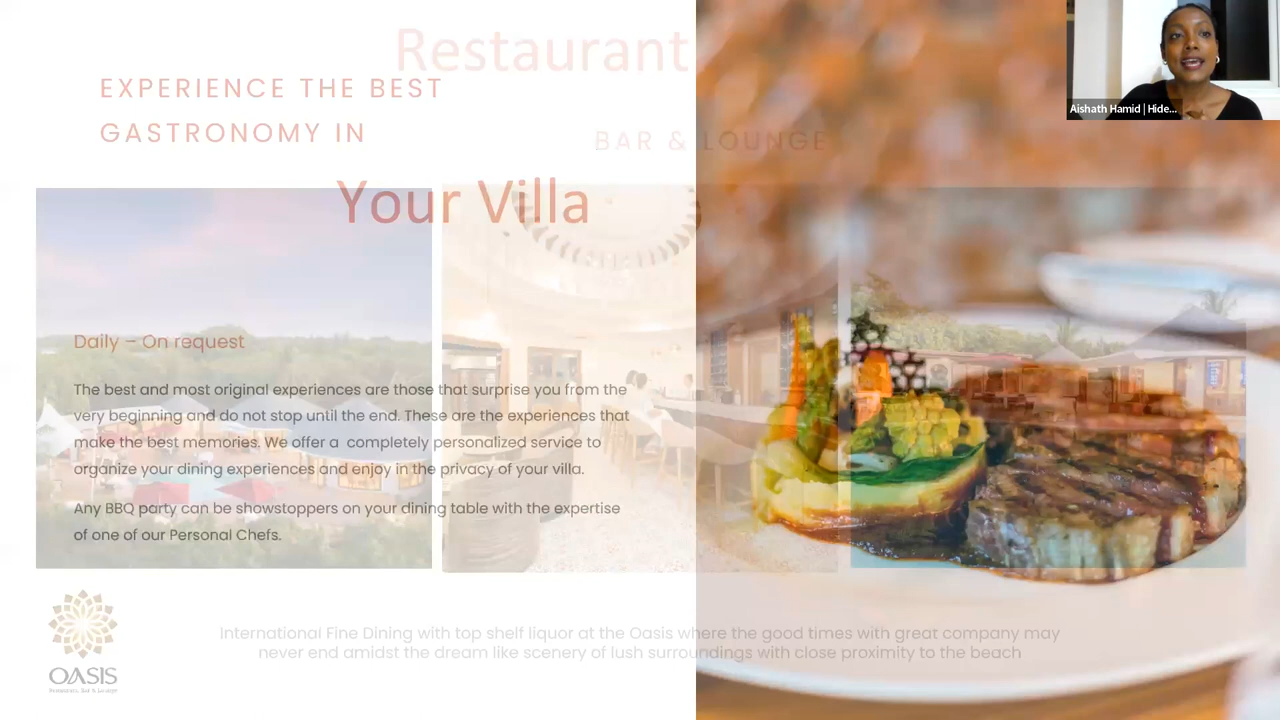 Restaurant
EXPERIENCE THE BEST
GASTRONOMY IN
BAR & LOUNGE
Your Villa
Aishath Hamid | Hide...
Daily – On request
The best and most original experiences are those that surprise you from the
very beginning and do not stop until the end. These are the experiences that
make the best memories. We offer a completely personalized service to
organize your dining experiences and enjoy in the privacy of your villa.
Any BBQ party can be showstoppers on your dining table with the expertise
of one of our Personal Chefs.
International Fine Dining with top shelf liquor at the Oasis where the good times with great company may
never end amidst the dream like scenery of lush surroundings with close proximity to the beach
OASIS
Restaurant, Bar & Lounge